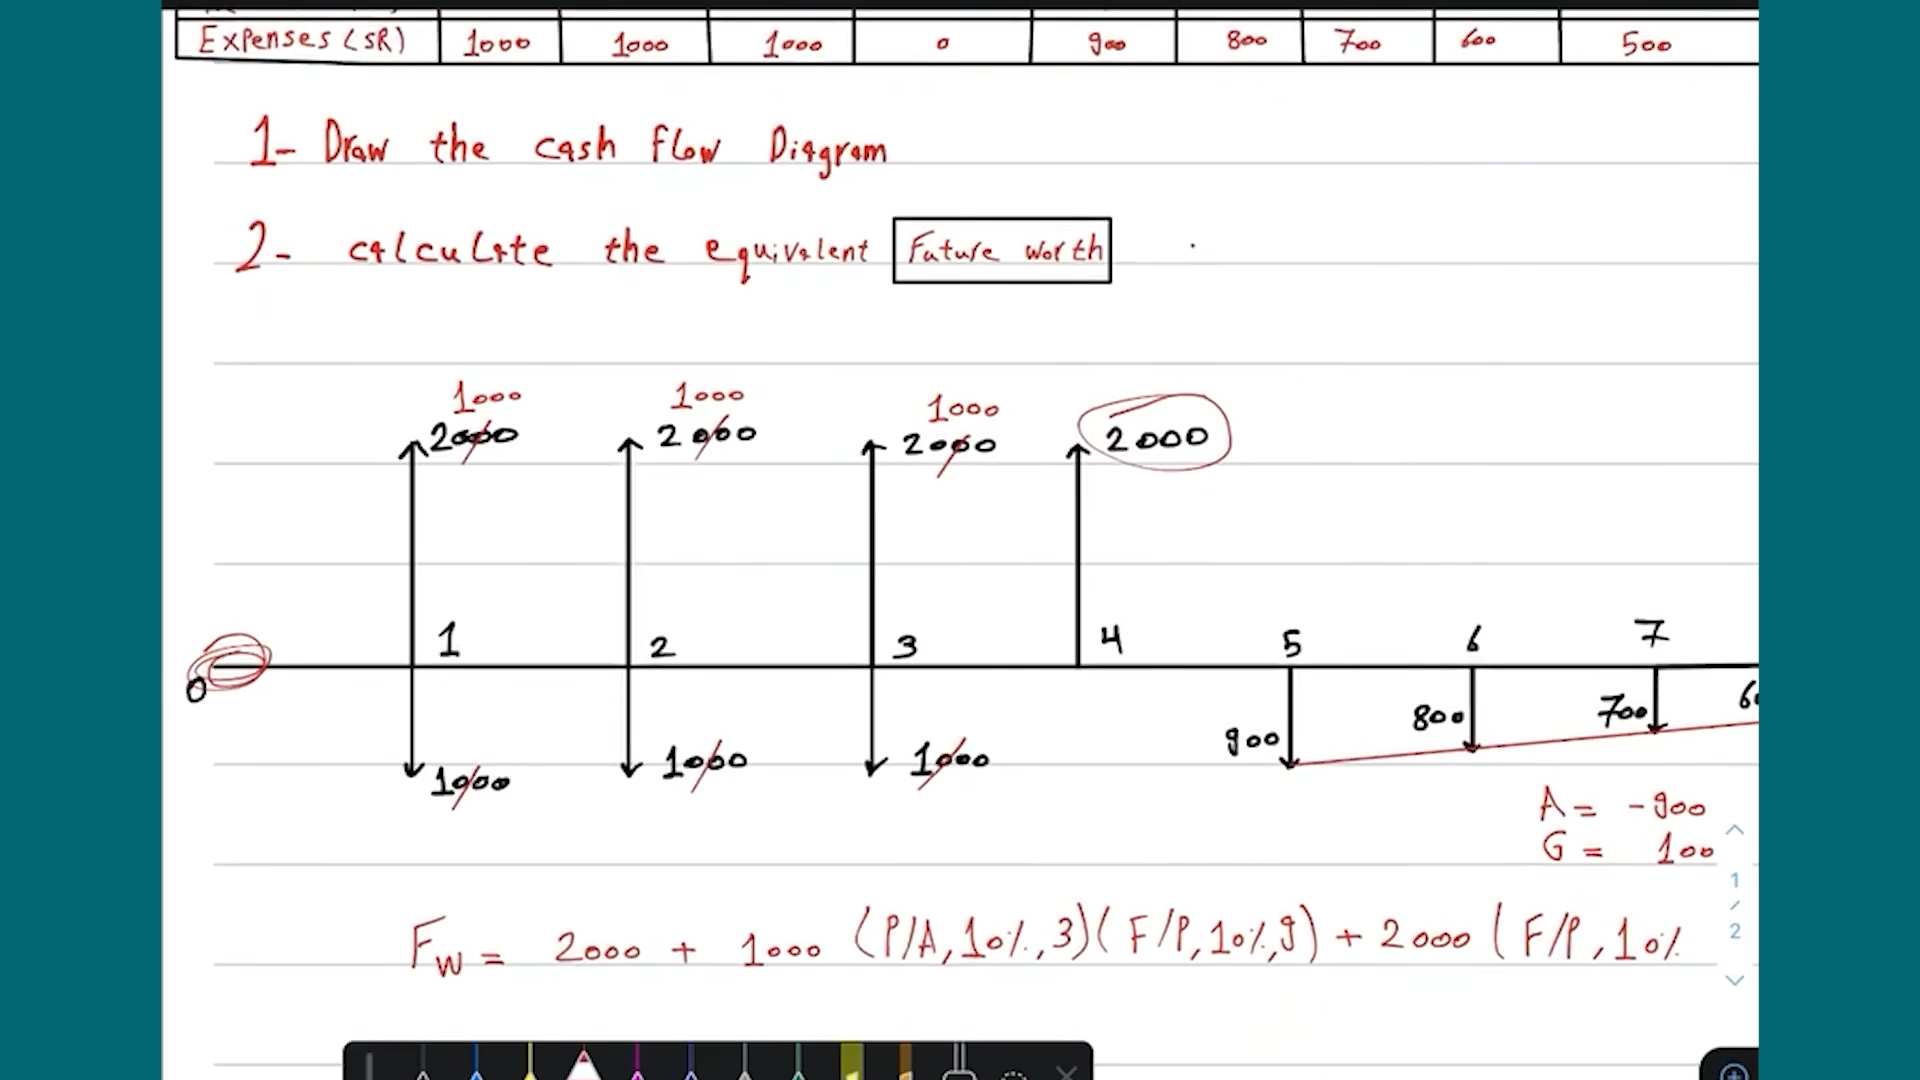 Expenses (SR) 1000 1000 1000 0 900 800 700 600 500
1- Draw the cash flow Diagram
2- calculate the equivalent Future worth
1000 1000 1000
2000 2000 2000 2000
1 2 3 4 5 6 7
0
900 800 700
1000 1000 1000
A = -900
G = 100
1
/
2
Fw = 2000 + 1000 (P/A, 10%, 3)(F/P, 10%, 9) + 2000 (F/P, 10%